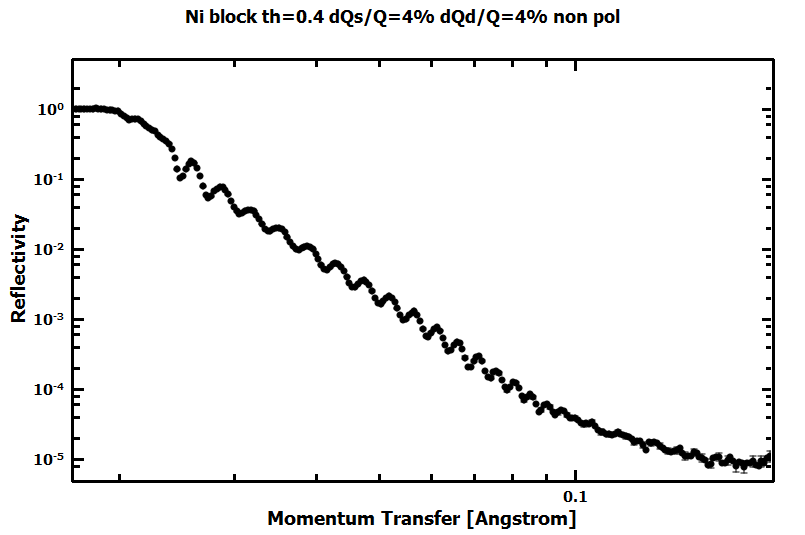 Ni block th=0.4 dQs/Q=4% dQd/Q=4% non pol
10⁰
10⁻¹
10⁻²
10⁻³
10⁻⁴
10⁻⁵
Reflectivity
0.1
Momentum Transfer [Angstrom]